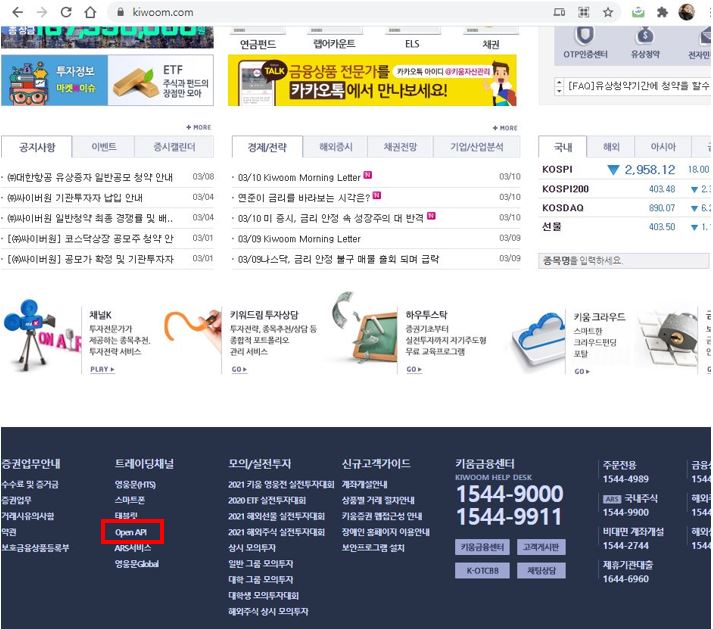 kiwoom.com
총 상금
연금펀드
랩어카운트
ELS
채권
OTP인증센터
유상청약
투자정보
마켓&이슈
ETF
주식과 펀드의
장점만 모아
TALK
금융상품 전문가를
카카오톡 아이디 @키움자산관리
카카오톡에서 만나보세요!
[FAQ]유상청약기간에 청약을 할수
+ MORE
+ MORE
공지사항
이벤트
증시캘린더
경제/전략
해외증시
채권전망
기업/산업분석
국내
해외
아시아
· ㈜대한항공 유상증자 일반공모 청약 안내 03/08
· ㈜싸이버원 기관투자자 납입 안내 03/04
· ㈜싸이버원 일반청약 최종 경쟁률 및 배.. 03/04
· [㈜싸이버원] 코스닥상장 공모주 청약 안 03/01
· [㈜싸이버원] 공모가 확정 및 기관투자자 03/01
· 03/10 Kiwoom Morning Letter N 03/10
· 연준이 금리를 바라보는 시각은? N 03/10
· 03/10 미 증시, 금리 안정 속 성장주의 대 반격 N 03/10
· 03/09 Kiwoom Morning Letter 03/09
· 03/09나스닥, 금리 안정 불구 매물 출회 되며 급락 03/09
KOSPI ▼ 2,958.12 18.00
KOSPI200 403.48 ▼ 2.
KOSDAQ 890.07 ▼ 6.
선물 403.50 ▼ 1.
종목명을 입력하세요.
ON AIR
채널K
투자전문가가
제공하는 종목추천,
투자전략 서비스
PLAY ▶
키워드림 투자상담
투자전략, 종목추천/상담 등
종합적 포트폴리오
관리 서비스
GO ▶
하우투스탁
증권기초부터
실전투자까지 자기주도형
무료 교육프로그램
GO ▶
키움 크라우드
스마트한
크라우드펀딩
포탈
GO ▶
증권업무안내
수수료 및 증거금
증권업무
거래시유의사항
약관
보호금융상품등록부
트레이딩채널
영웅문(HTS)
스마트폰
태블릿
Open API
ARS서비스
영웅문Global
모의/실전투자
2021 키움 영웅전 실전투자대회
2020 ETF 실전투자대회
2021 해외선물 실전투자대회
2021 해외주식 실전투자대회
상시 모의투자
일반 그룹 모의투자
대학 그룹 모의투자
대학생 모의투자대회
해외주식 상시 모의투자
신규고객가이드
계좌개설안내
상품별 거래 절차안내
키움증권 웹접근성 안내
장애인 홈페이지 이용안내
보안프로그램 설치
키움금융센터
KIWOOM HELP DESK
1544-9000
1544-9911
키움금융센터
고객게시판
K-OTCBB
채팅상담
주문전용
1544-4989
ARS 국내주식
1544-9900
비대면 계좌개설
1544-2744
제휴기관대출
1644-6960